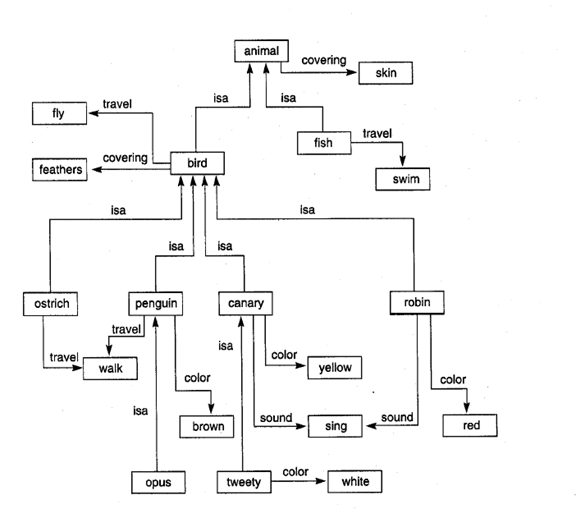 animal
covering
skin
isa
isa
travel
fly
fish
travel
covering
bird
feathers
swim
isa
isa
isa
isa
ostrich
penguin
canary
robin
travel
travel
walk
isa
color
yellow
color
color
isa
brown
sound
sing
sound
red
opus
tweety
color
white